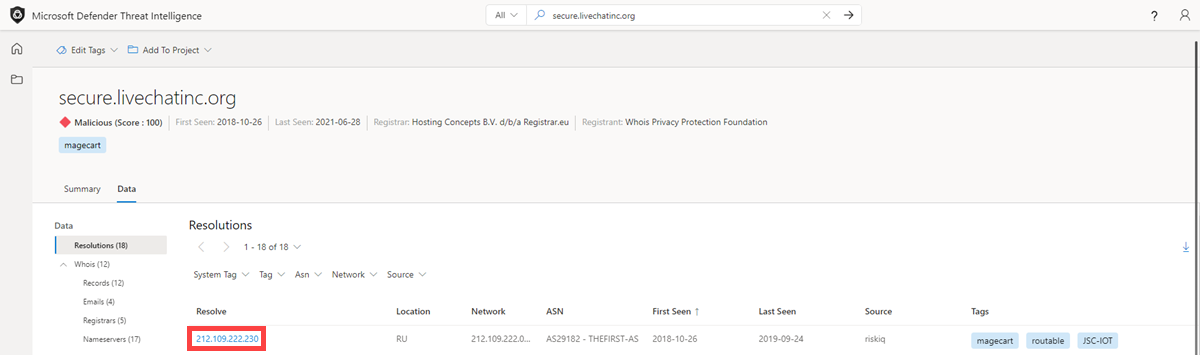 Microsoft Defender Threat Intelligence
All
secure.livechatinc.org
?
Edit Tags
Add To Project
secure.livechatinc.org
Malicious (Score : 100) First Seen: 2018-10-26 Last Seen: 2021-06-28 Registrar: Hosting Concepts B.V. d/b/a Registrar.eu Registrant: Whois Privacy Protection Foundation
magecart
Summary Data
Data
Resolutions (18)
Whois (12)
Records (12)
Emails (4)
Registrars (5)
Nameservers (17)
Resolutions
1 - 18 of 18
System Tag Tag Asn Network Source
Resolve Location Network ASN First Seen ↑ Last Seen Source Tags
212.109.222.230 RU 212.109.222.0... AS29182 - THEFIRST-AS 2018-10-26 2019-09-24 riskiq magecart routable JSC-IOT